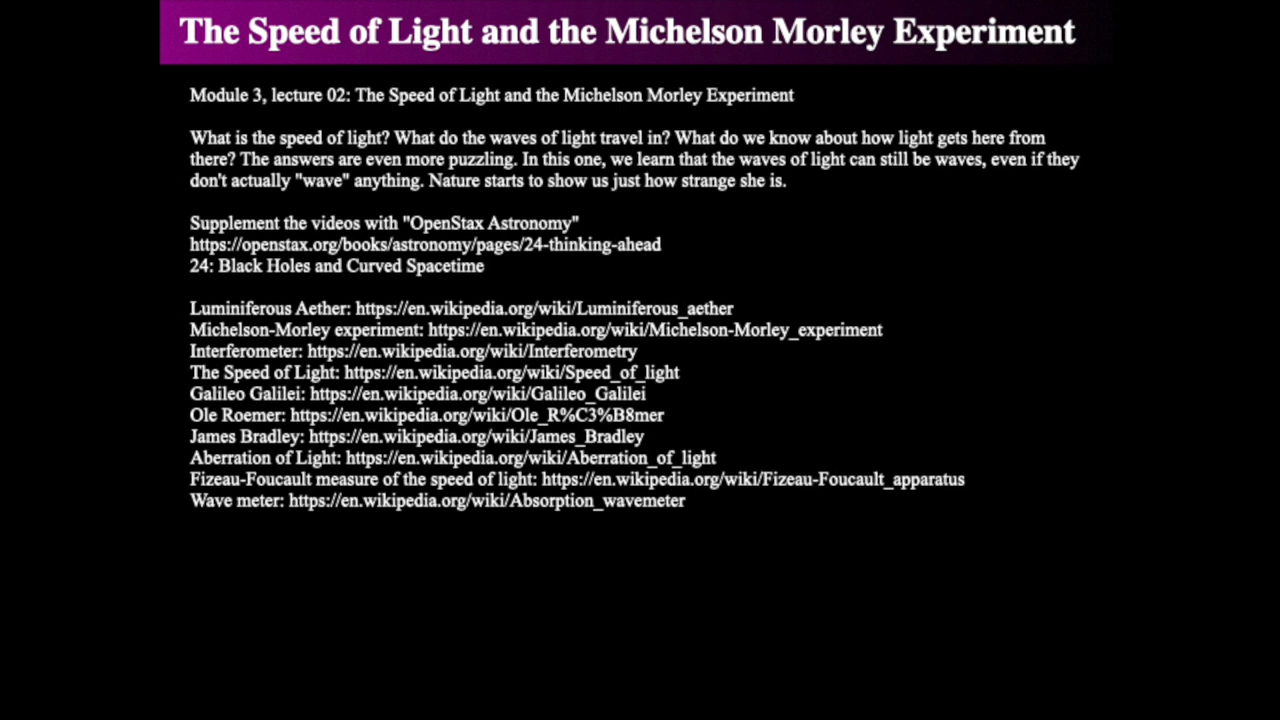 The Speed of Light and the Michelson Morley Experiment
Module 3, lecture 02: The Speed of Light and the Michelson Morley Experiment
What is the speed of light? What do the waves of light travel in? What do we know about how light gets here from
there? The answers are even more puzzling. In this one, we learn that the waves of light can still be waves, even if they
don't actually "wave" anything. Nature starts to show us just how strange she is.
Supplement the videos with "OpenStax Astronomy"
https://openstax.org/books/astronomy/pages/24-thinking-ahead
24: Black Holes and Curved Spacetime
Luminiferous Aether: https://en.wikipedia.org/wiki/Luminiferous_aether
Michelson-Morley experiment: https://en.wikipedia.org/wiki/Michelson-Morley_experiment
Interferometer: https://en.wikipedia.org/wiki/Interferometry
The Speed of Light: https://en.wikipedia.org/wiki/Speed_of_light
Galileo Galilei: https://en.wikipedia.org/wiki/Galileo_Galilei
Ole Roemer: https://en.wikipedia.org/wiki/Ole_R%C3%B8mer
James Bradley: https://en.wikipedia.org/wiki/James_Bradley
Aberration of Light: https://en.wikipedia.org/wiki/Aberration_of_light
Fizeau-Foucault measure of the speed of light: https://en.wikipedia.org/wiki/Fizeau-Foucault_apparatus
Wave meter: https://en.wikipedia.org/wiki/Absorption_wavemeter